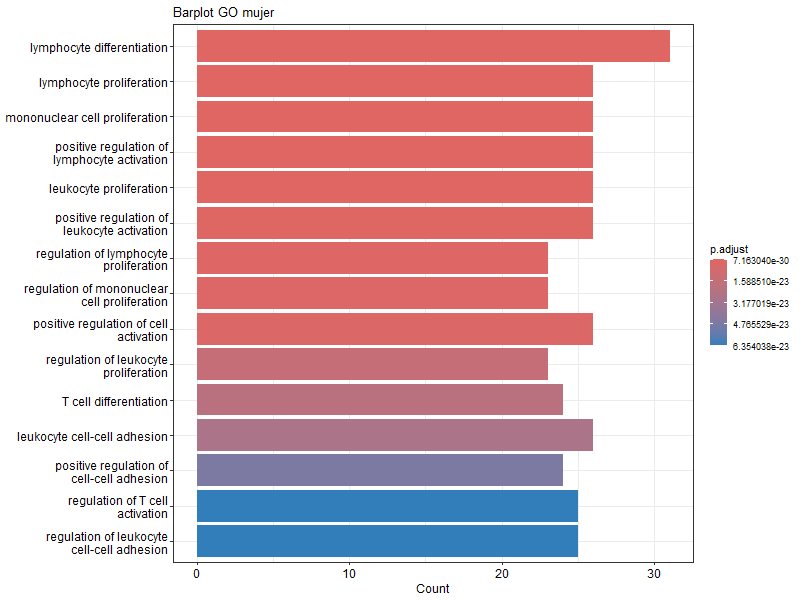 Barplot GO mujer
lymphocyte differentiation
lymphocyte proliferation
mononuclear cell proliferation
positive regulation of
lymphocyte activation
leukocyte proliferation
positive regulation of
leukocyte activation
regulation of lymphocyte
proliferation
regulation of mononuclear
cell proliferation
positive regulation of cell
activation
regulation of leukocyte
proliferation
T cell differentiation
leukocyte cell-cell adhesion
positive regulation of
cell-cell adhesion
regulation of T cell
activation
regulation of leukocyte
cell-cell adhesion
0 10 20 30
Count
p.adjust
7.163040e-30
1.588510e-23
3.177019e-23
4.765529e-23
6.354038e-23